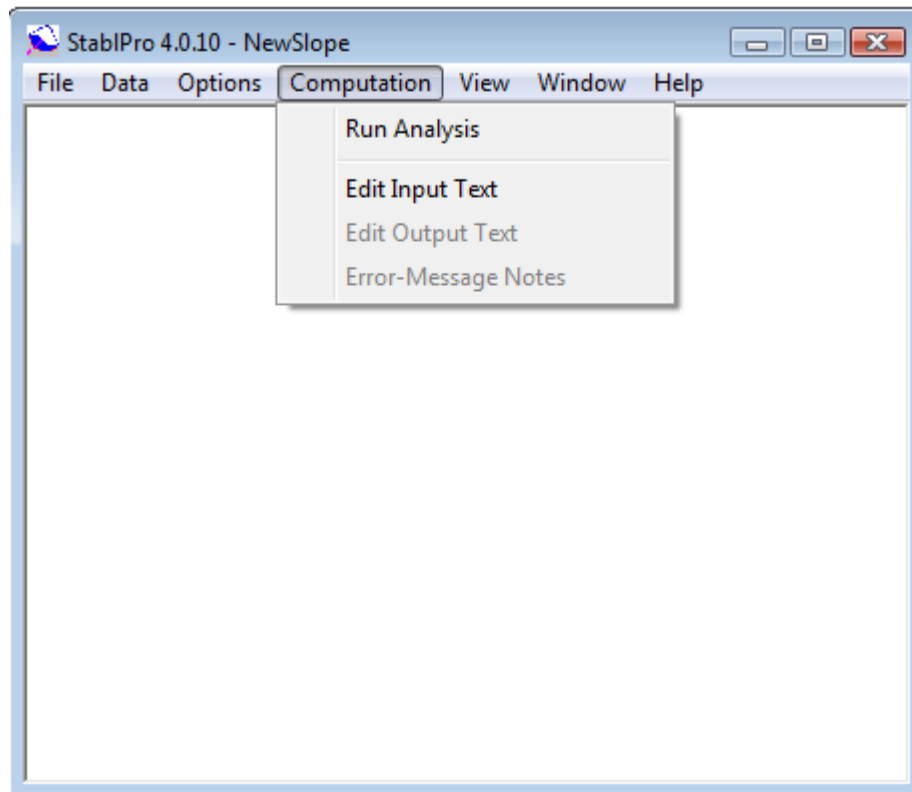 StablPro 4.0.10 - NewSlope
File Data Options Computation View Window Help
Run Analysis
Edit Input Text
Edit Output Text
Error-Message Notes